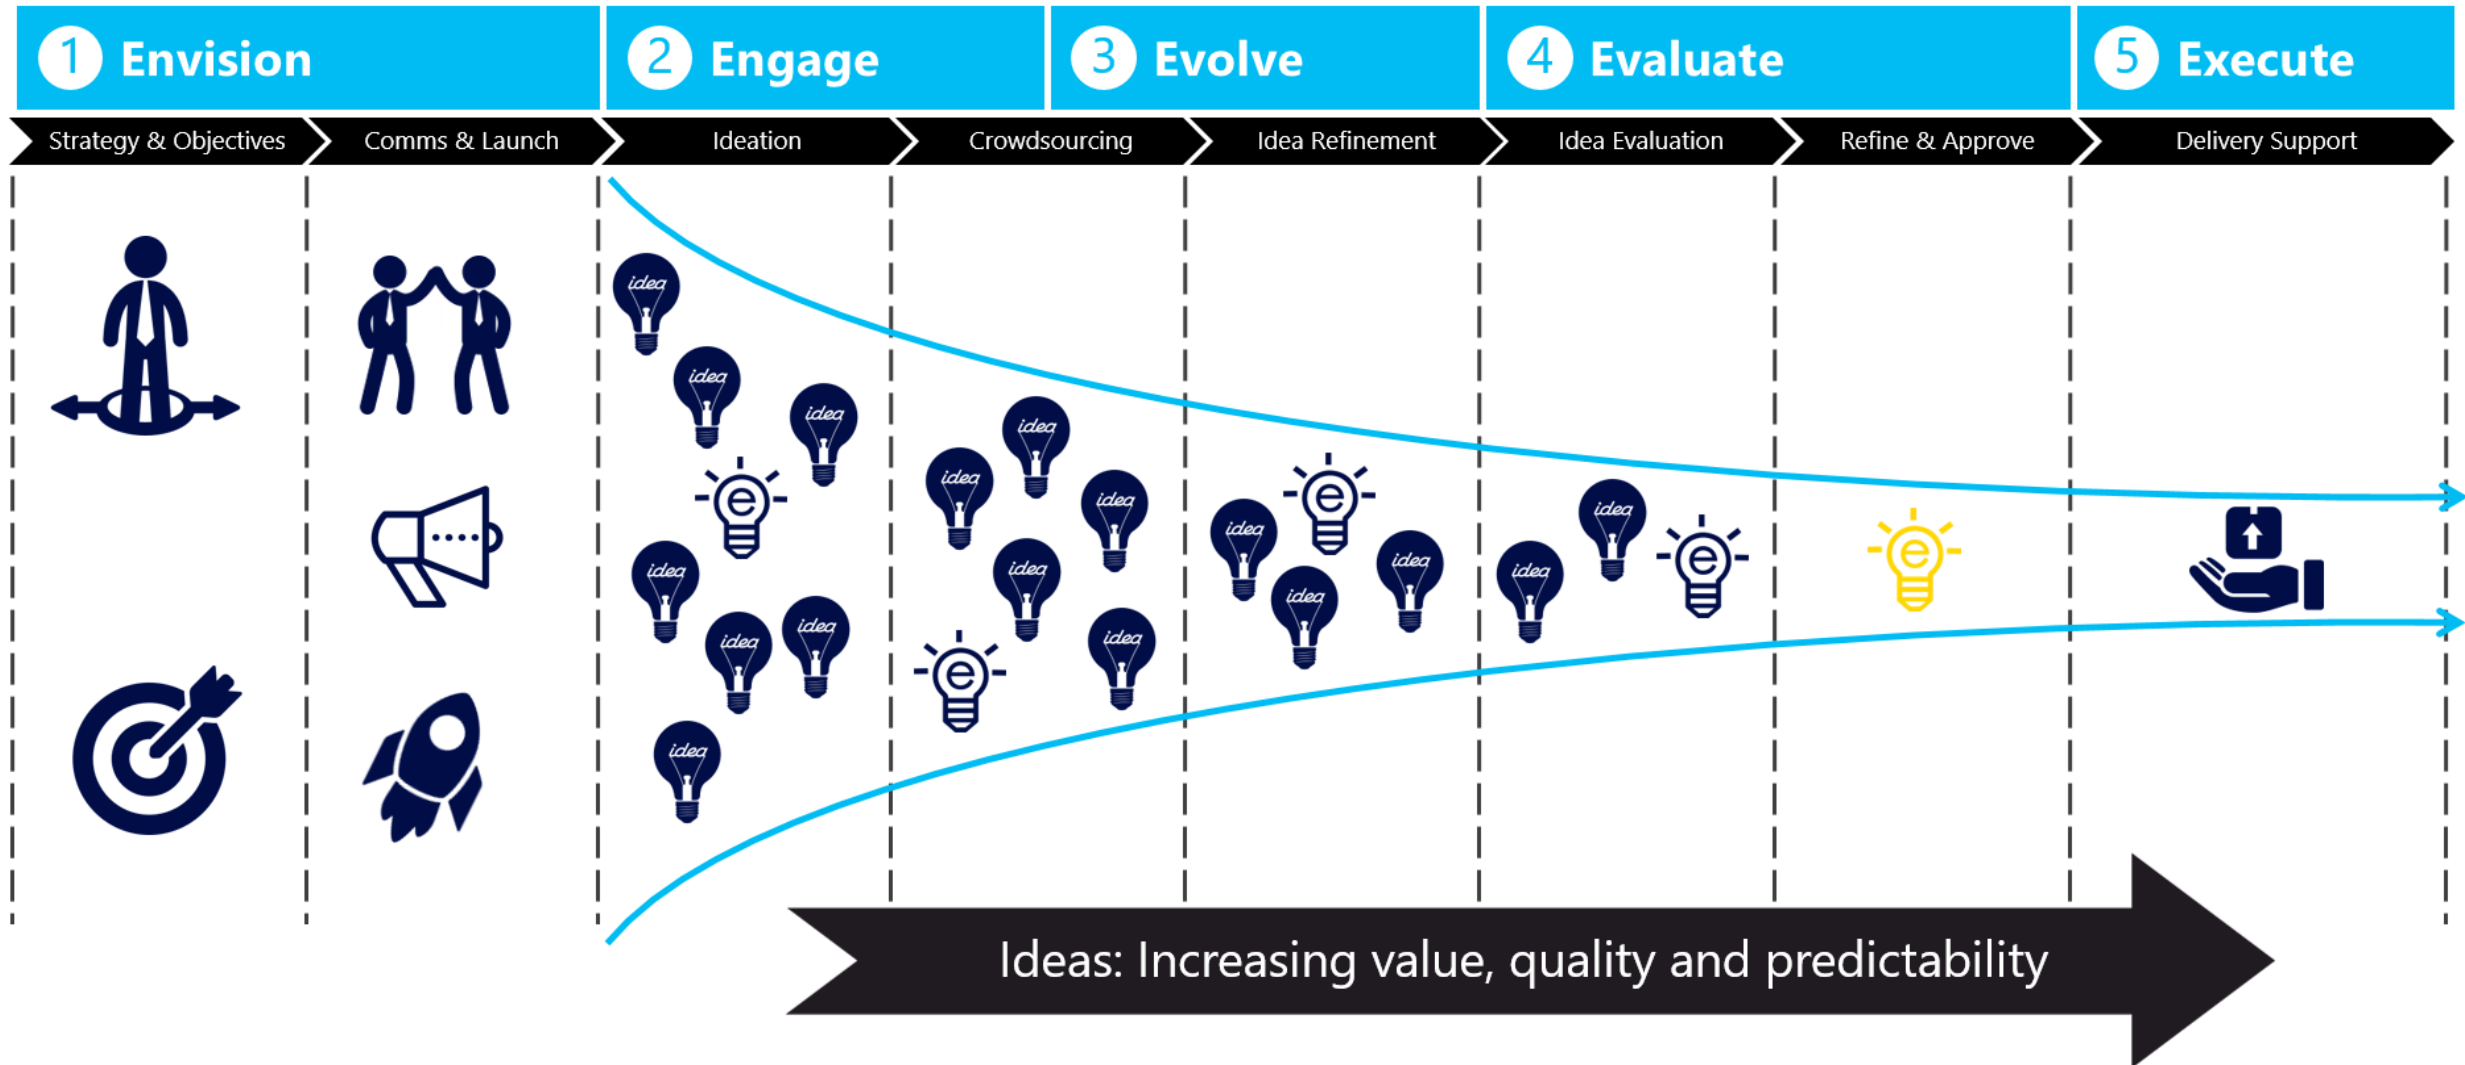 1 Envision
2 Engage
3 Evolve
4 Evaluate
5 Execute
Strategy & Objectives
Comms & Launch
Ideation
Crowdsourcing
Idea Refinement
Idea Evaluation
Refine & Approve
Delivery Support
idea
idea
idea
e
idea
idea
idea
idea
idea
idea
idea
idea
idea
e
e
idea
idea
idea
idea
idea
e
e
Ideas: Increasing value, quality and predictability